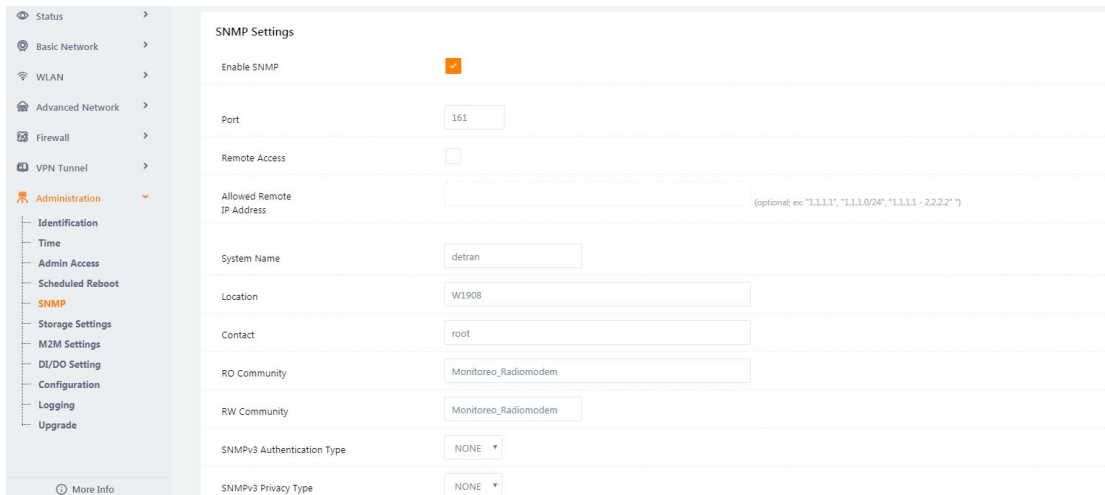 Status
Basic Network
WLAN
Advanced Network
Firewall
VPN Tunnel
Administration
Identification
Time
Admin Access
Scheduled Reboot
SNMP
Storage Settings
M2M Settings
DI/DO Setting
Configuration
Logging
Upgrade
More Info
SNMP Settings
Enable SNMP
Port
161
Remote Access
Allowed Remote
IP Address
(optional; ex: "1.1.1.1", "1.1.1.0/24", "1.1.1.1 - 2.2.2.2" ")
System Name
detran
Location
W1908
Contact
root
RO Community
Monitoreo_Radiomodem
RW Community
Monitoreo_Radiomodem
SNMPv3 Authentication Type
NONE
SNMPv3 Privacy Type
NONE